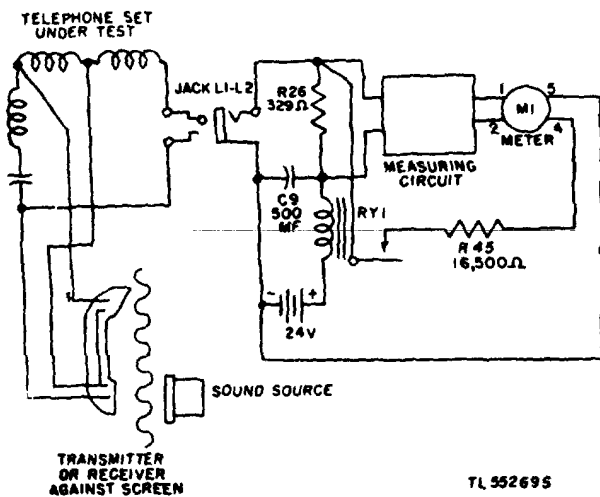 TELEPHONE SET
UNDER TEST
JACK L1-L2
R26
329Ω
1
5
M1
2
4
METER
MEASURING
CIRCUIT
C9
500
MF
RY1
R45
16,500Ω
- +
24V
SOUND SOURCE
TRANSMITTER
OR RECEIVER
AGAINST SCREEN
TL 55269S